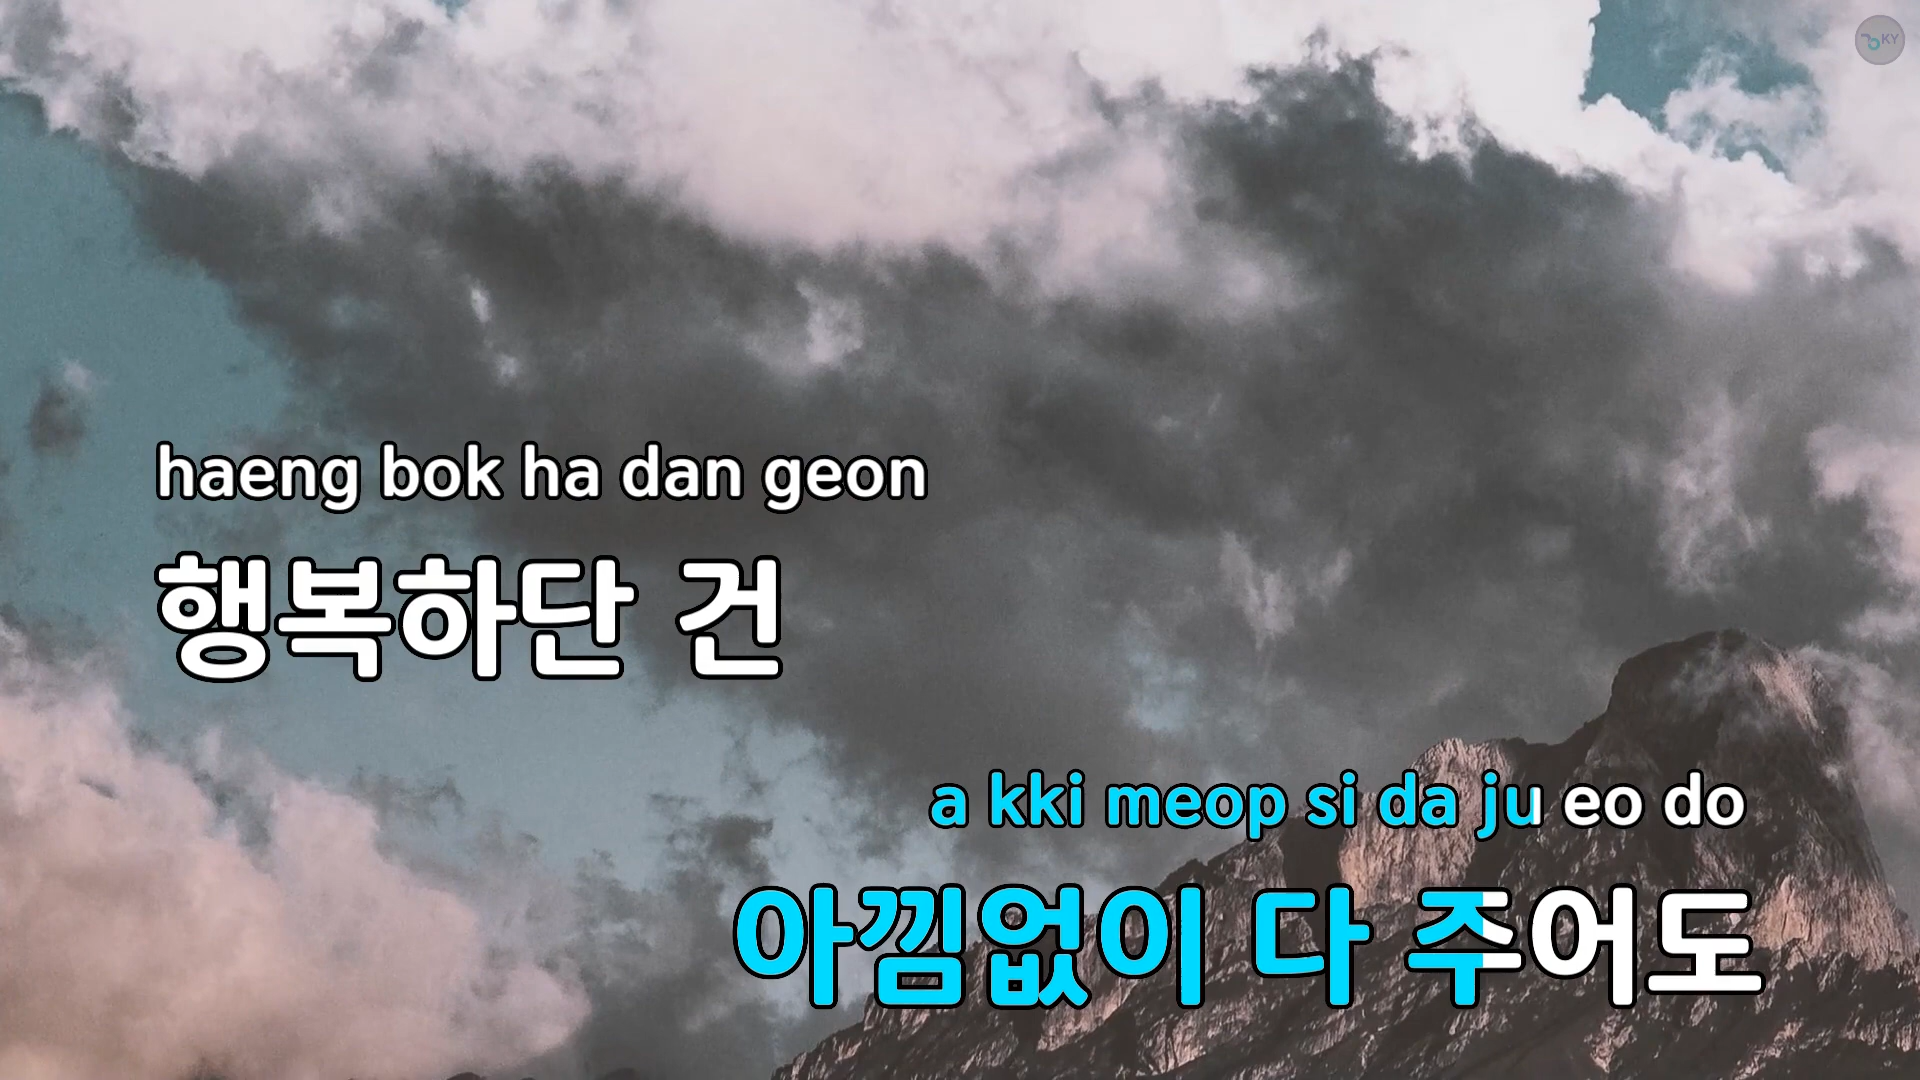 KY
haeng bok ha dan geon
행복하단 건
a kki meop si da ju eo do
아낌없이 다 주어도